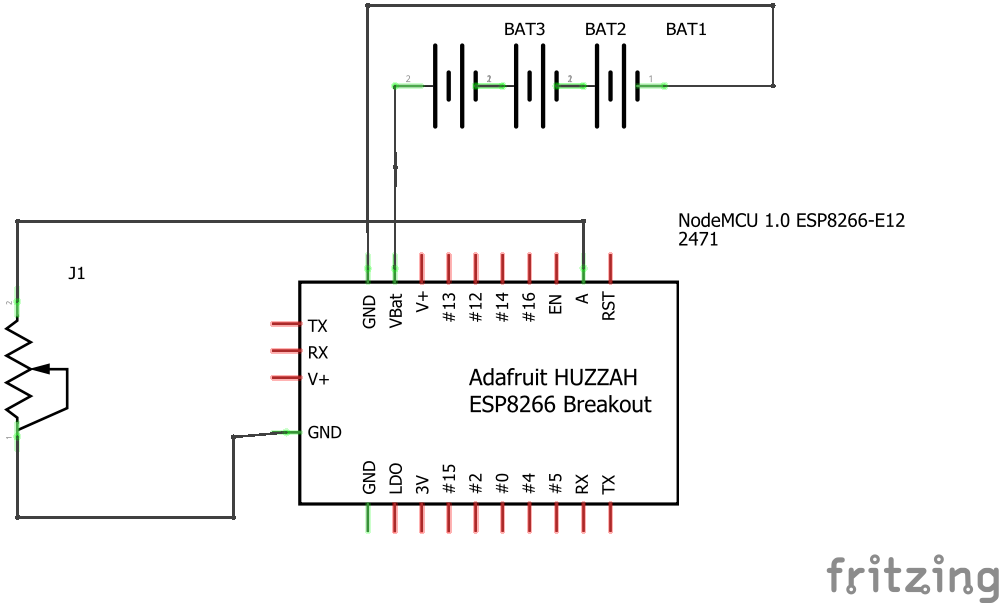 BAT3 BAT2 BAT1
2 2 2 1
NodeMCU 1.0 ESP8266-E12
2471
J1
2
1
GND VBat V+ #13 #12 #14 #16 EN A RST
TX
RX
V+
GND
Adafruit HUZZAH
ESP8266 Breakout
GND LDO 3V #15 #2 #0 #4 #5 RX TX
fritzing